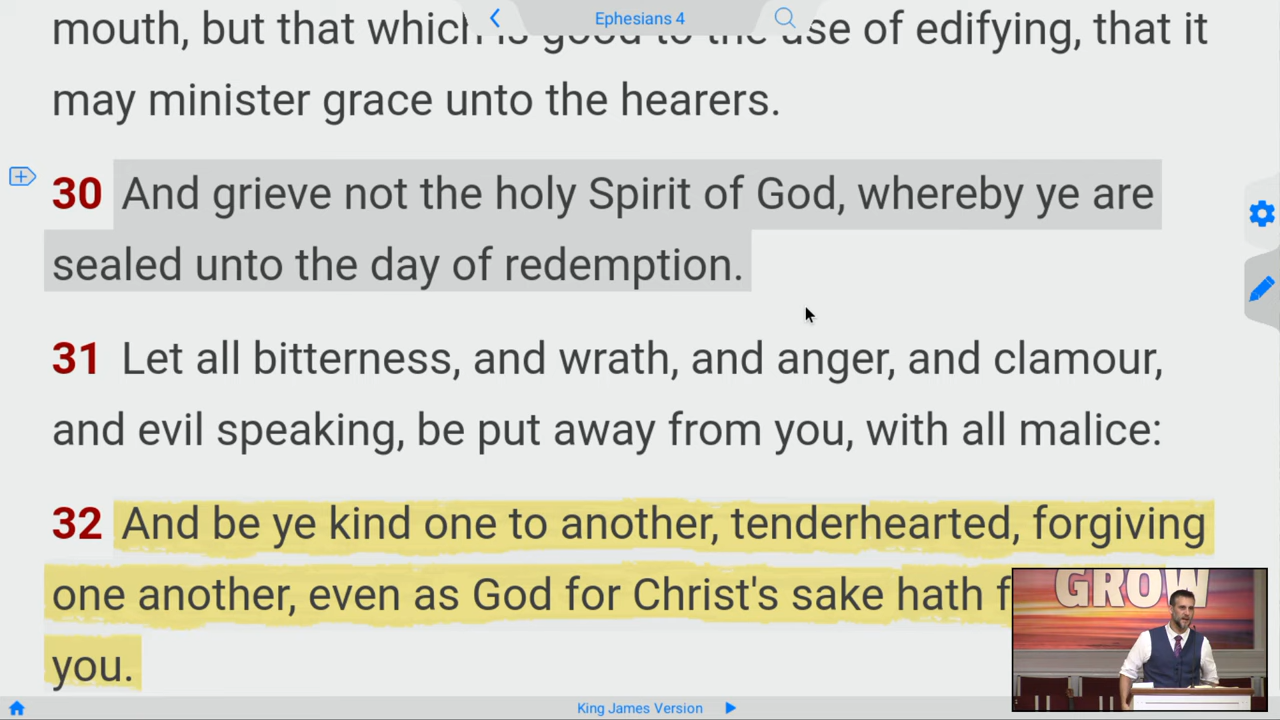 Ephesians 4
mouth, but that which is good to the use of edifying, that it
may minister grace unto the hearers.
30 And grieve not the holy Spirit of God, whereby ye are
sealed unto the day of redemption.
31 Let all bitterness, and wrath, and anger, and clamour,
and evil speaking, be put away from you, with all malice:
32 And be ye kind one to another, tenderhearted, forgiving
one another, even as God for Christ's sake hath f
you.
GROW
King James Version